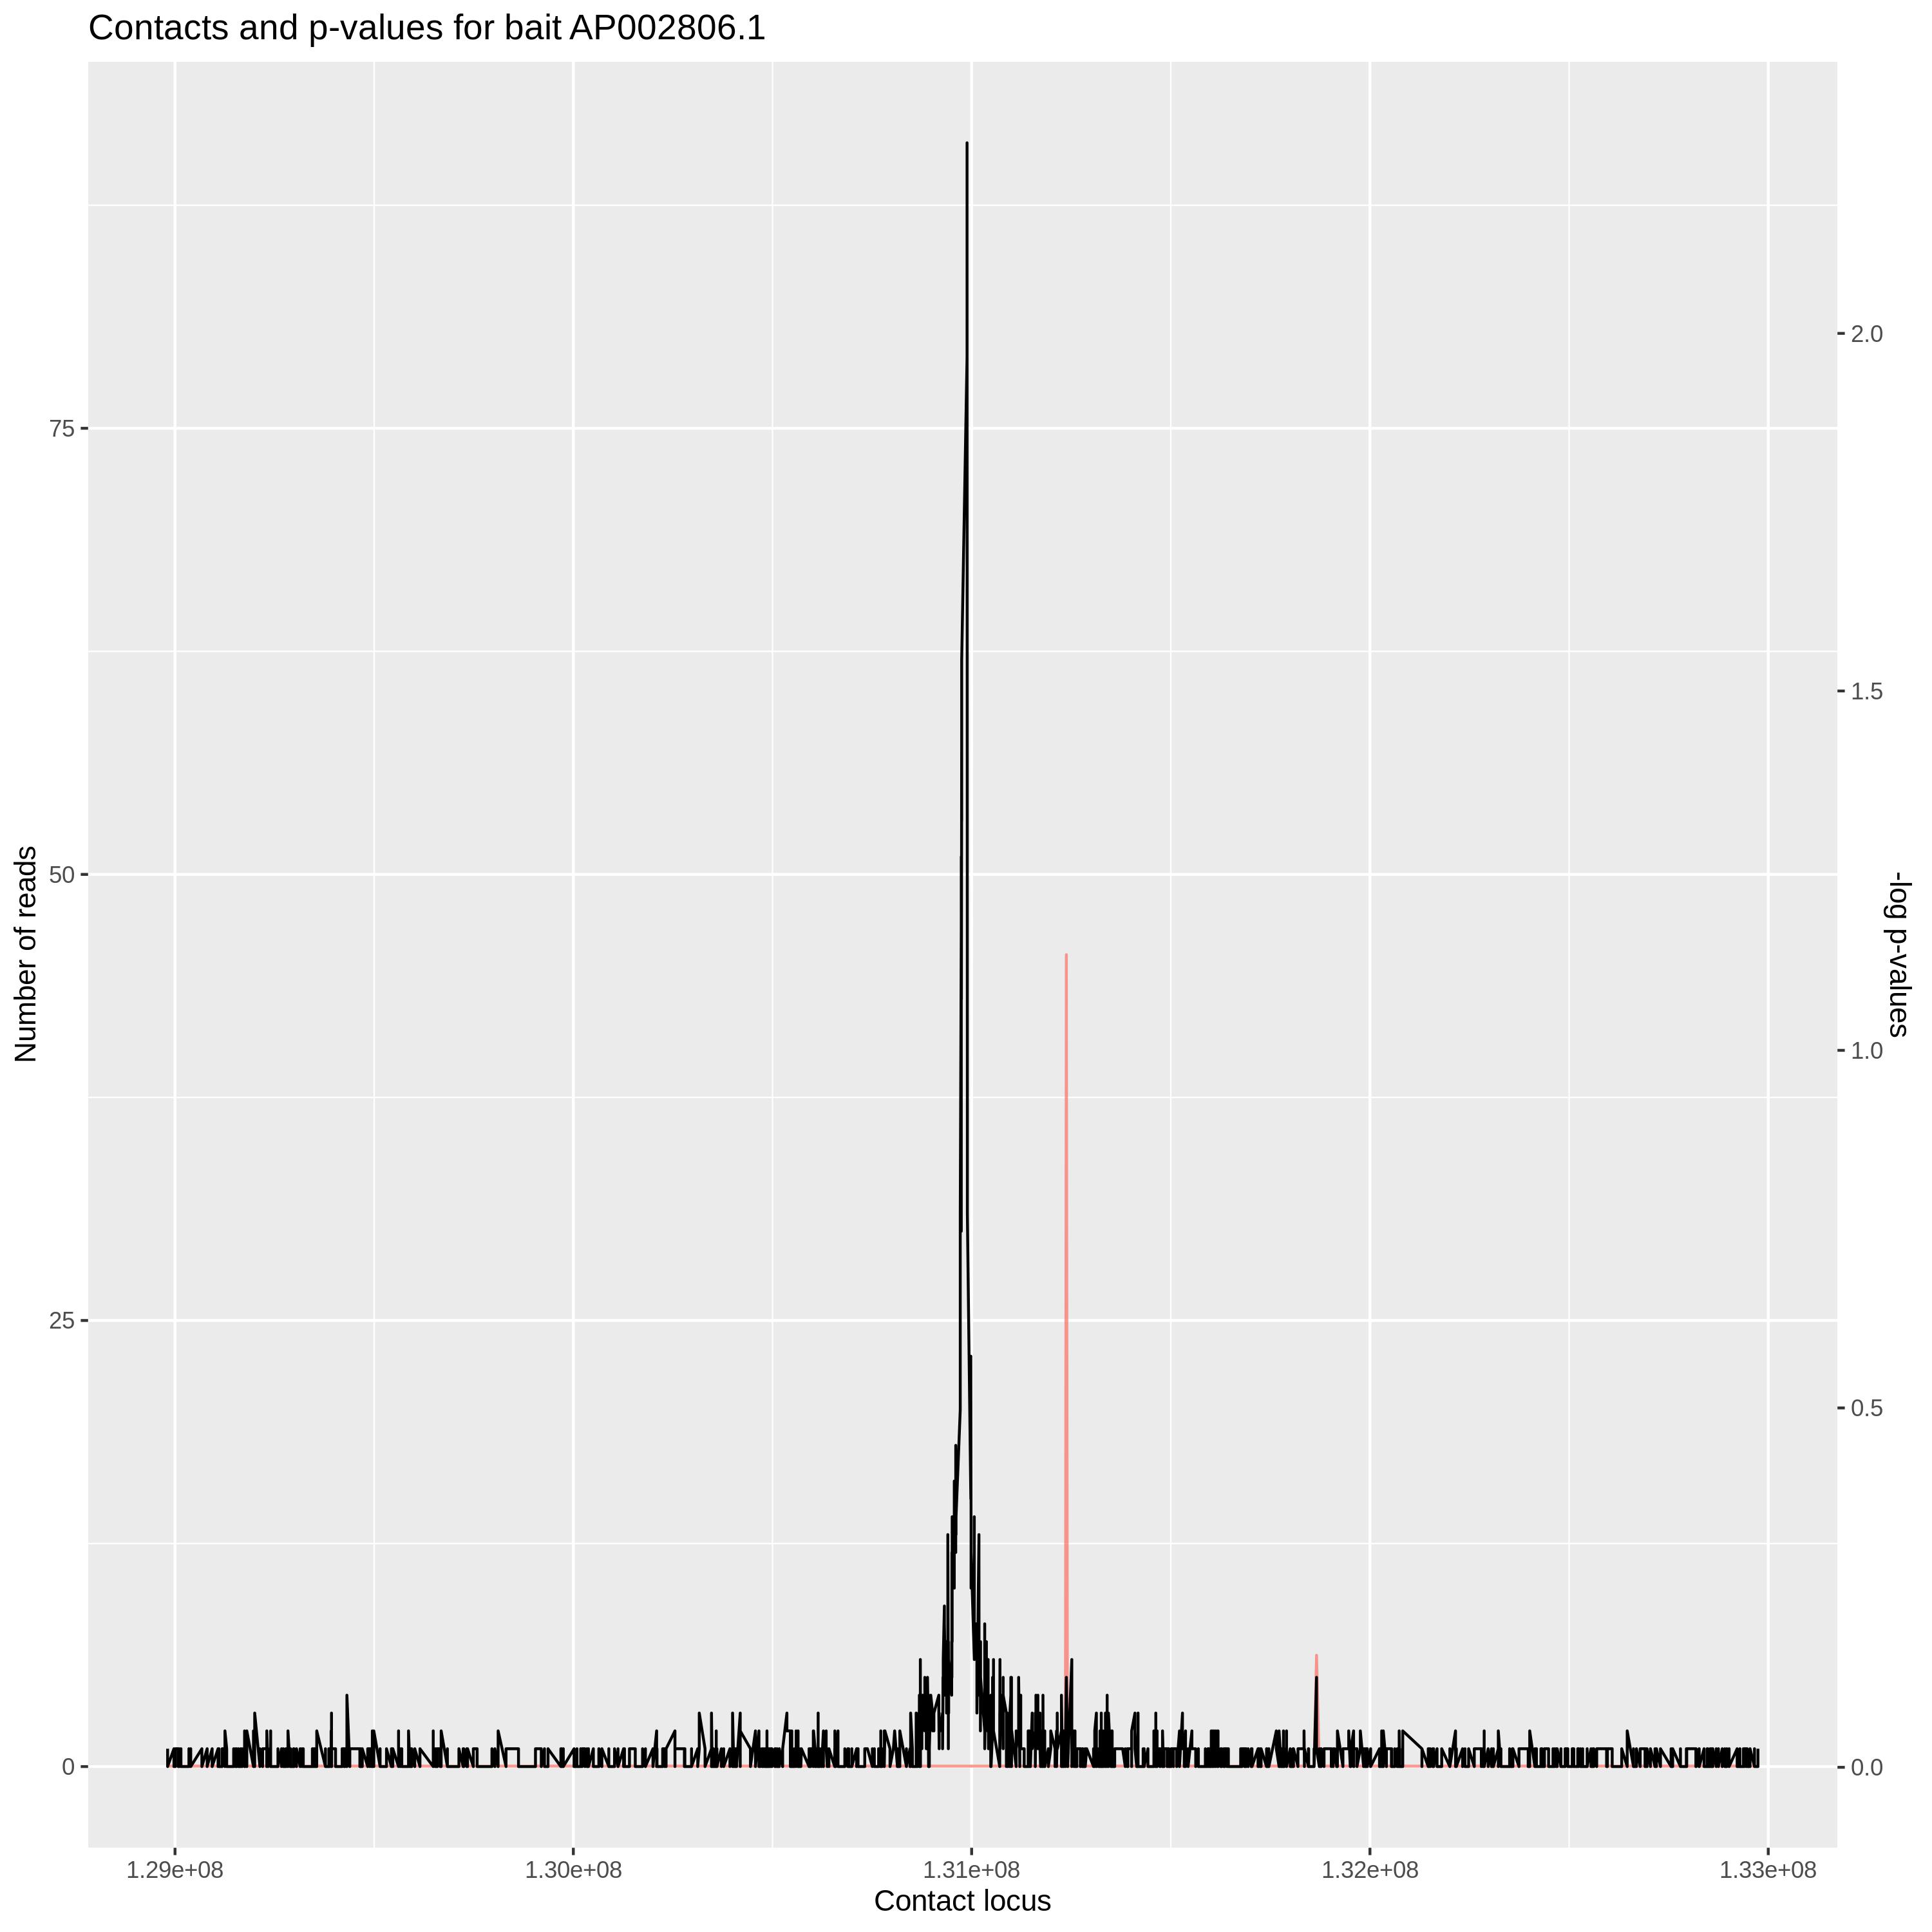 Contacts and p-values for bait AP002806.1
Number of reads
75
50
25
0
2.0
1.5
1.0
0.5
0.0
-log p-values
1.29e+08
1.30e+08
1.31e+08
1.32e+08
1.33e+08
Contact locus